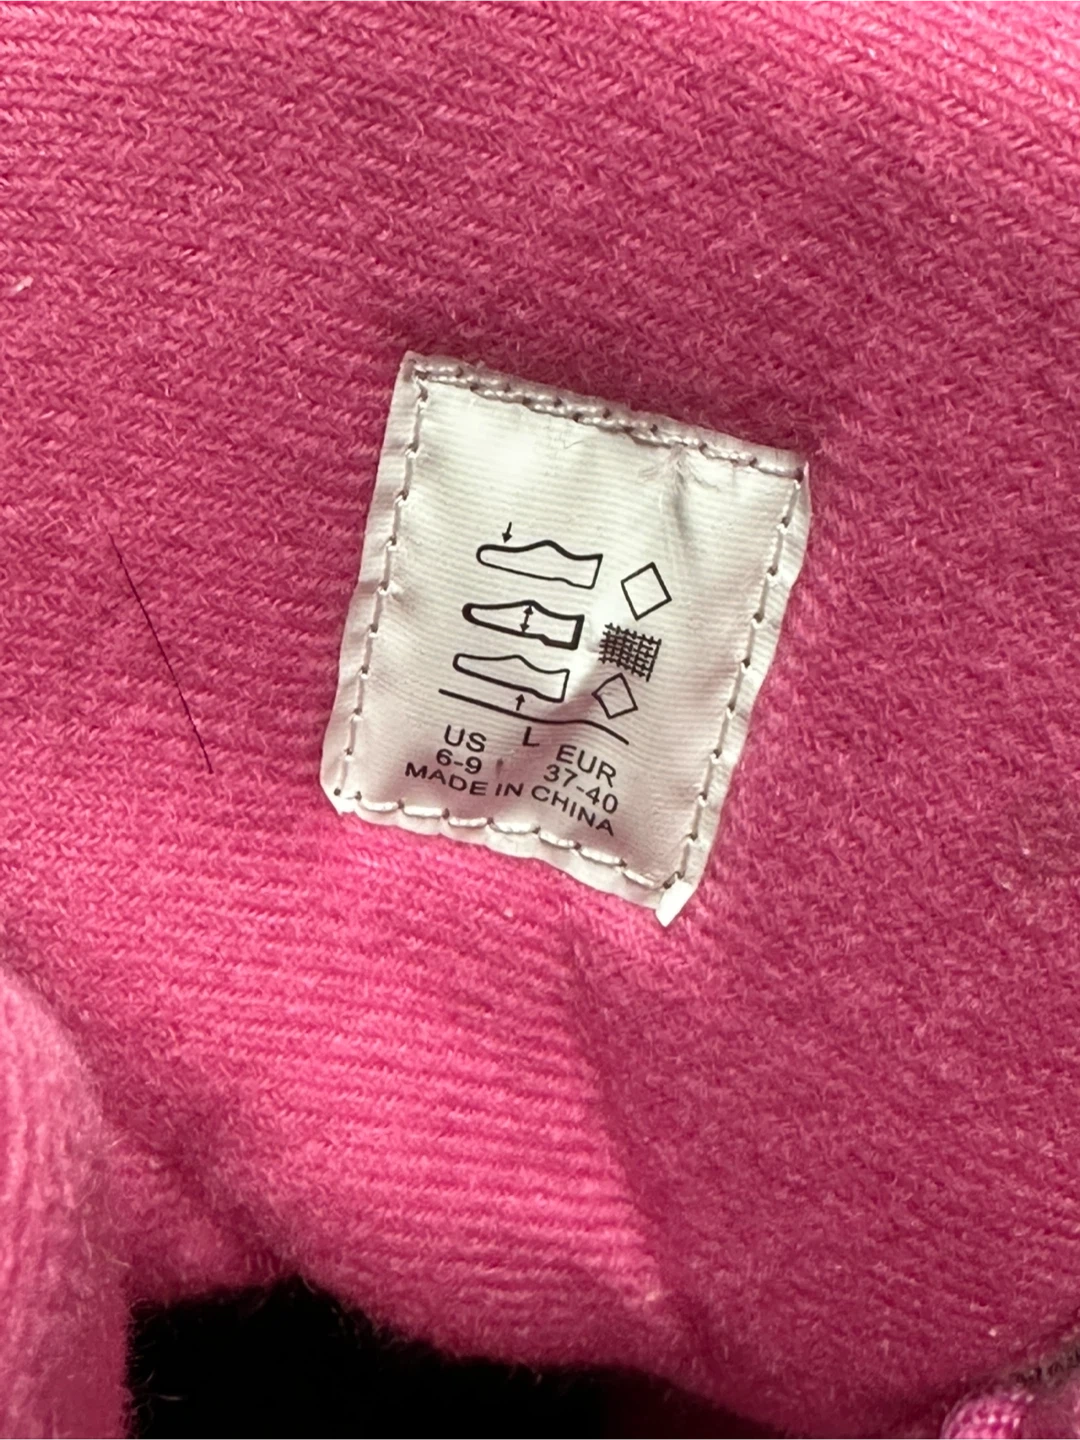 US L EUR
6-9 37-40
MADE IN CHINA